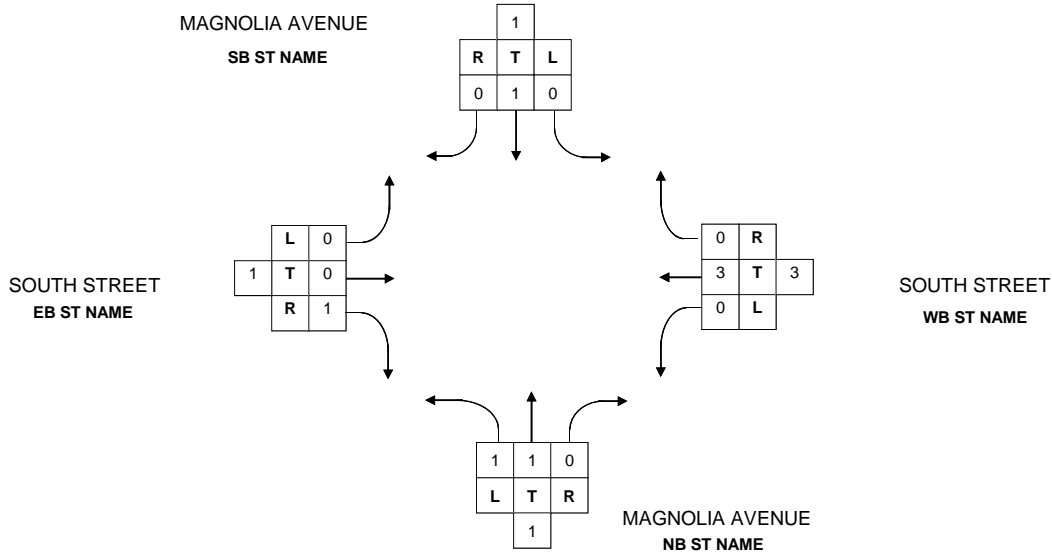 MAGNOLIA AVENUE
SB ST NAME
1
R T L
0 1 0
SOUTH STREET
EB ST NAME
L 0
1 T 0
R 1
0 R
3 T 3
0 L
SOUTH STREET
WB ST NAME
1 1 0
L T R
1
MAGNOLIA AVENUE
NB ST NAME